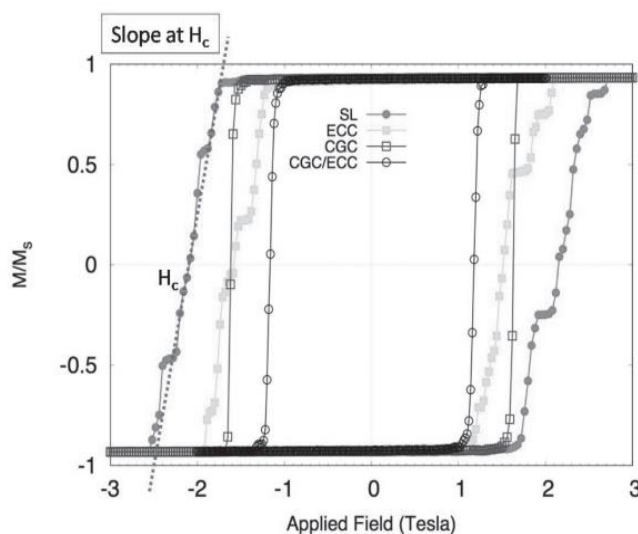 Slope at Hc
1
0.5
0
-0.5
-1
M/Ms
Hc
SL
ECC
CGC
CGC/ECC
-3 -2 -1 0 1 2 3
Applied Field (Tesla)